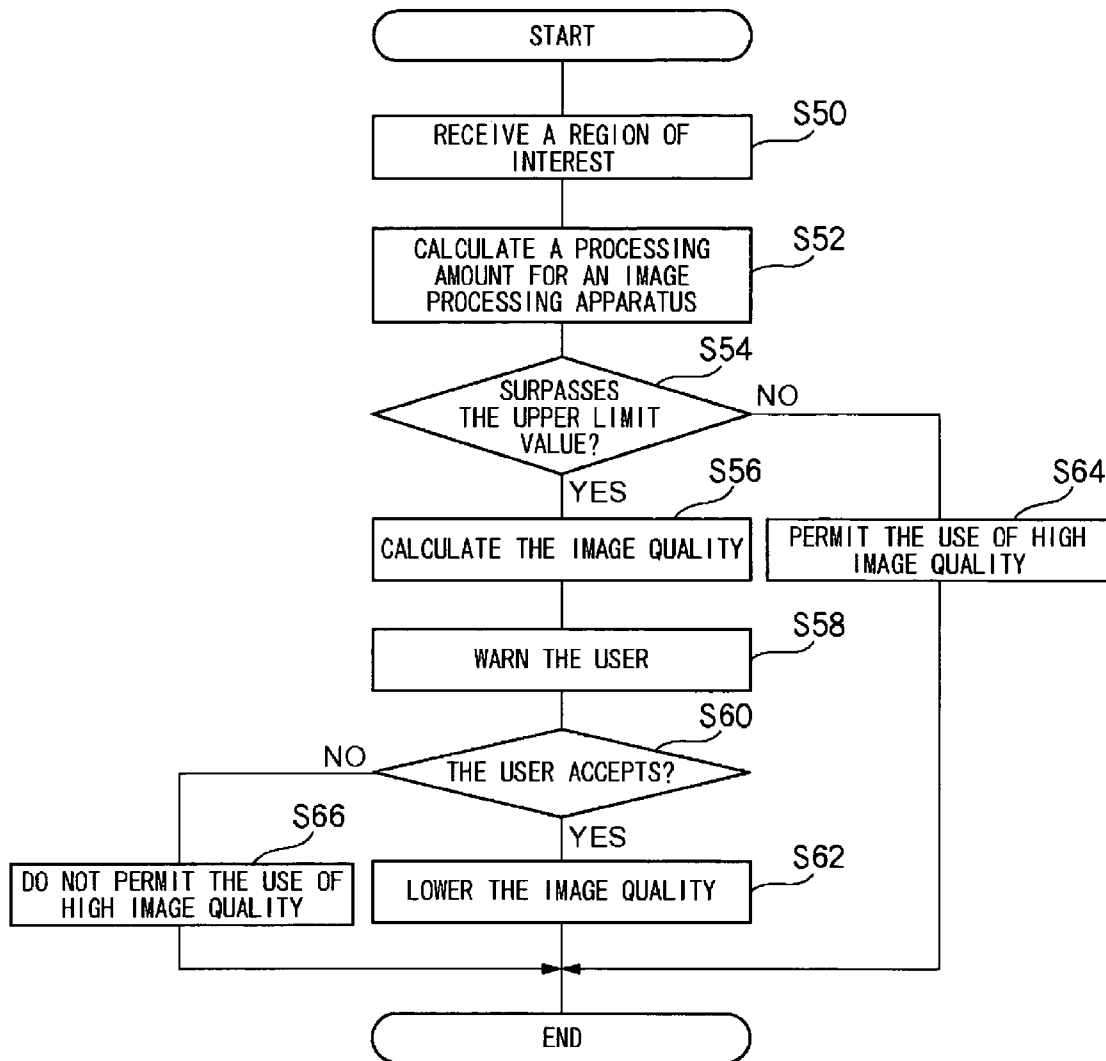 START
S50
RECEIVE A REGION OF
INTEREST
S52
CALCULATE A PROCESSING
AMOUNT FOR AN IMAGE
PROCESSING APPARATUS
S54
SURPASSES
THE UPPER LIMIT
VALUE?
NO
YES
S56
CALCULATE THE IMAGE QUALITY
S64
PERMIT THE USE OF HIGH
IMAGE QUALITY
S58
WARN THE USER
S60
THE USER ACCEPTS?
NO
YES
S66
DO NOT PERMIT THE USE OF
HIGH IMAGE QUALITY
S62
LOWER THE IMAGE QUALITY
END